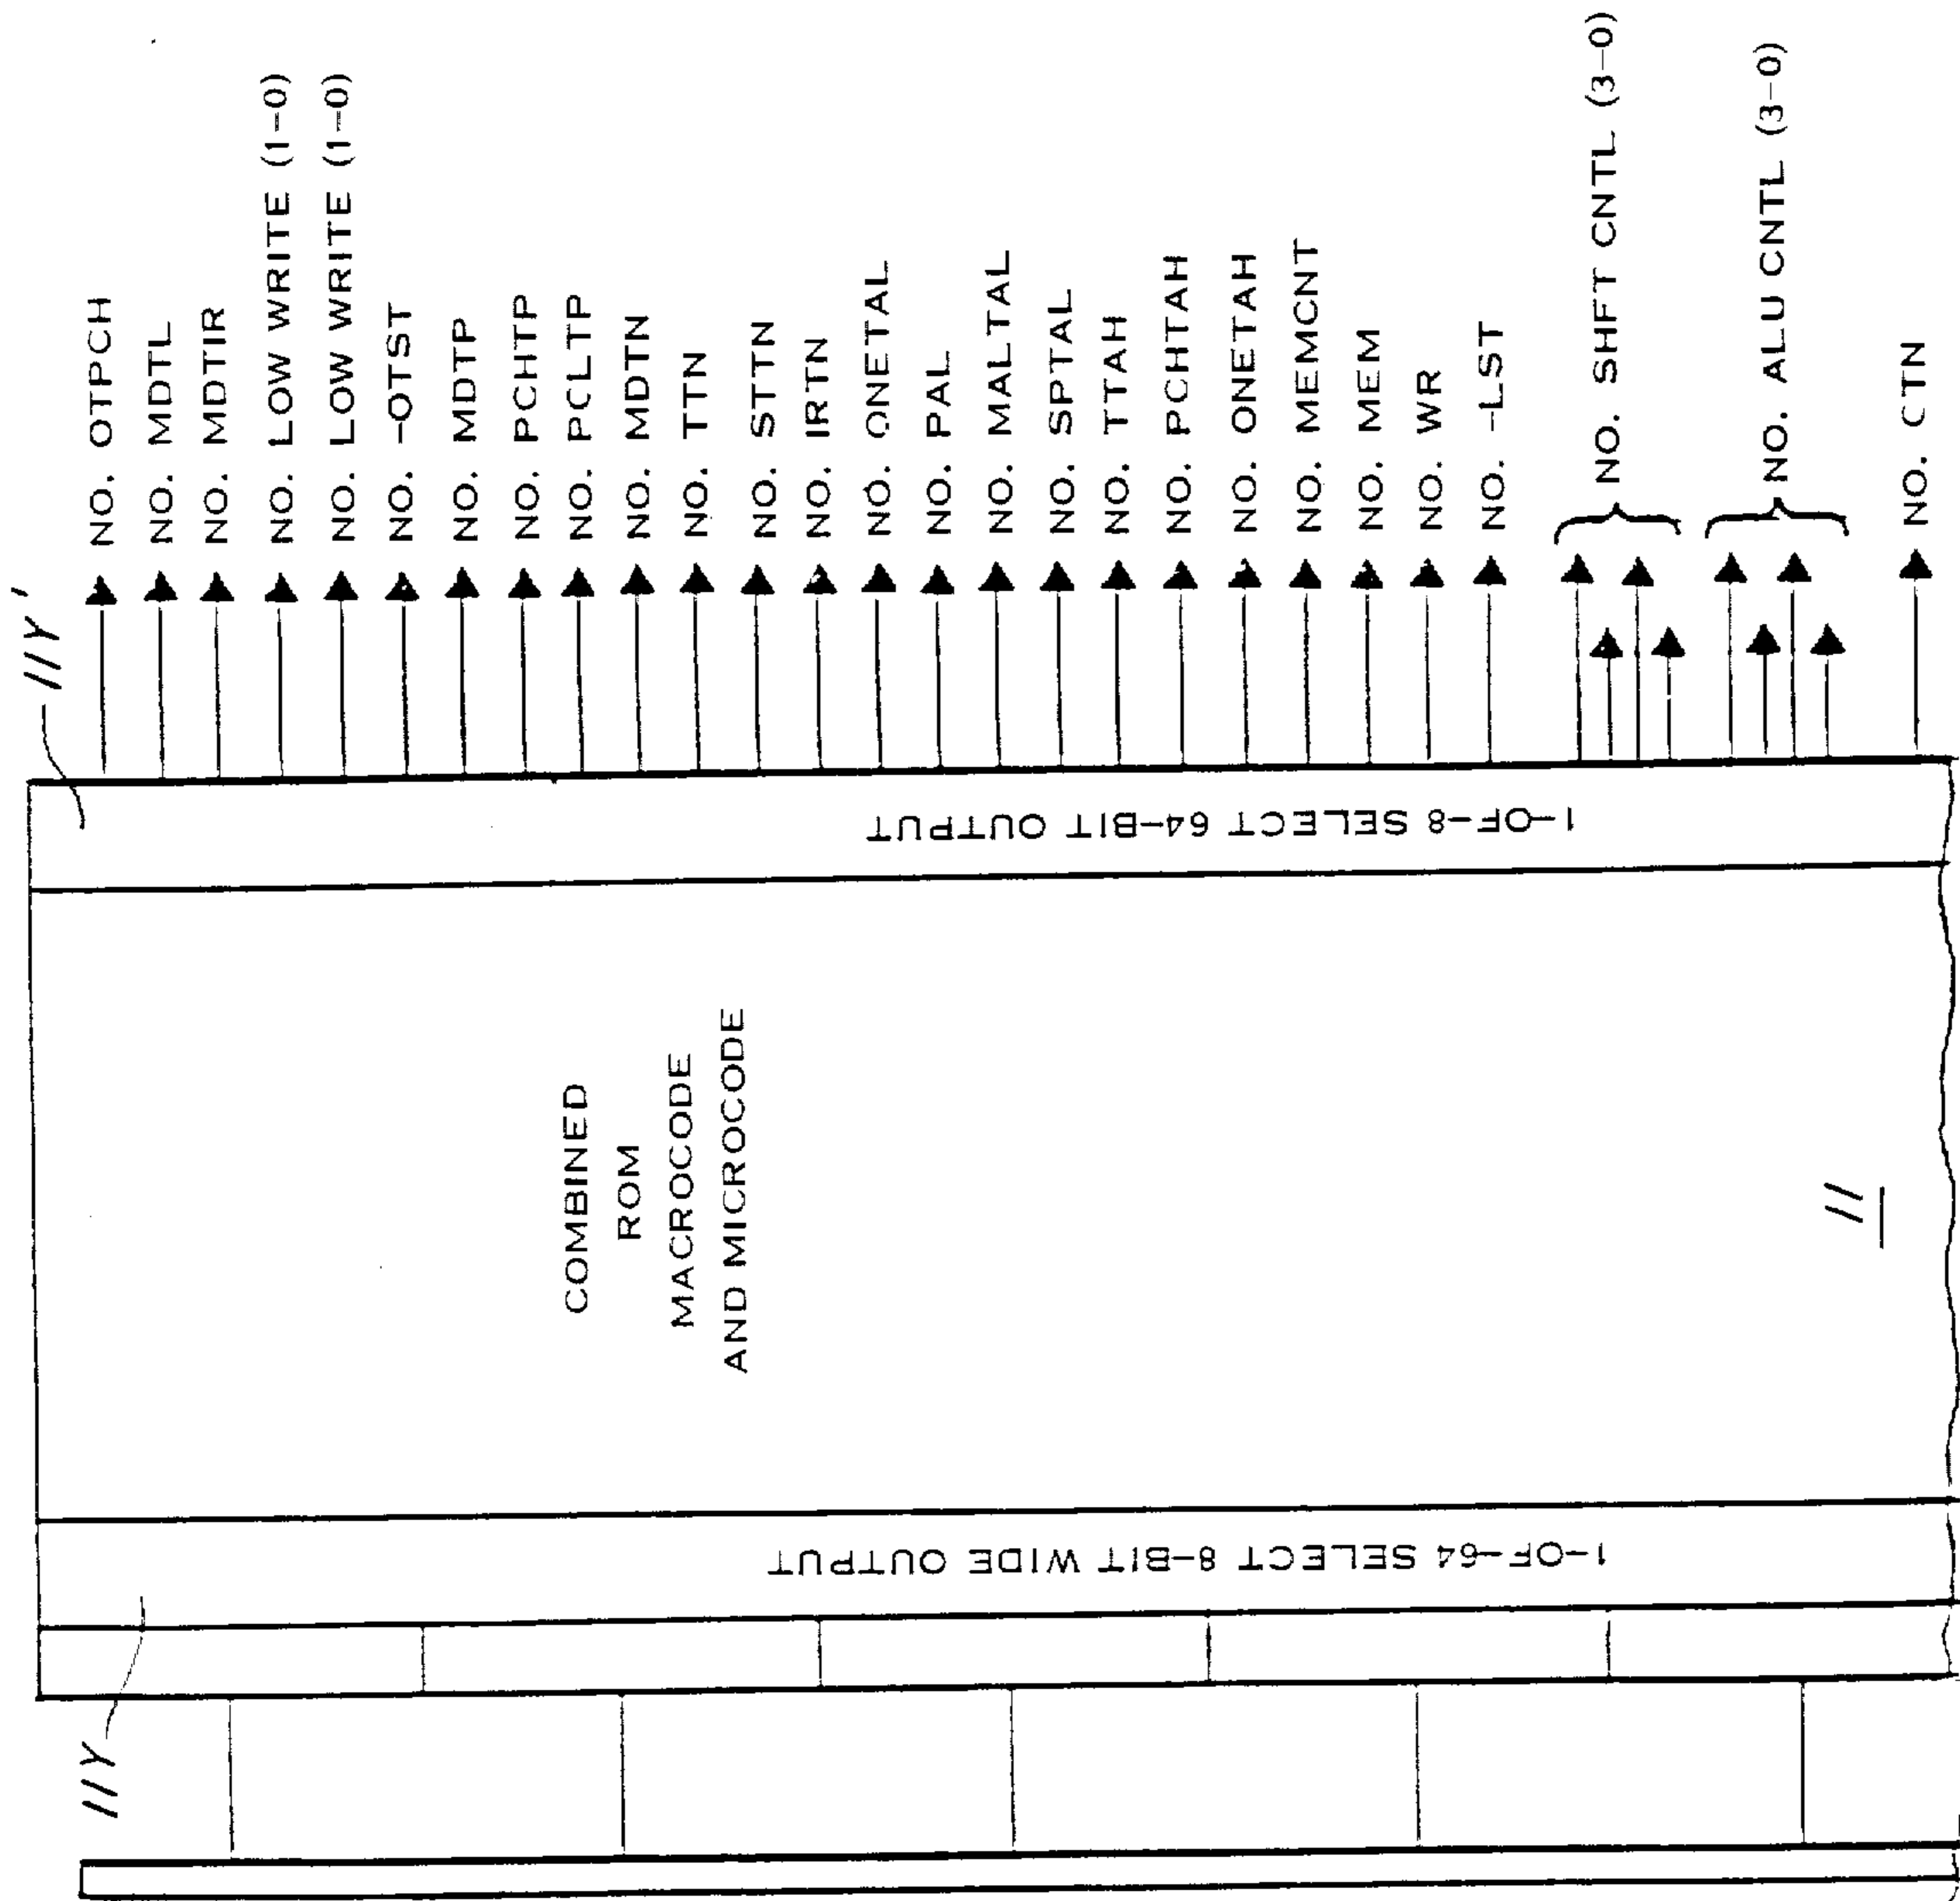 11Y'
NO. OTPCH
NO. MDTL
NO. MDTIR
NO. LOW WRITE (1-0)
NO. LOW WRITE (1-0)
NO. -OTST
NO. MDTP
NO. PCHTP
NO. PCLTP
NO. MDTN
NO. TTN
NO. STTN
NO. IRTN
NO. ONETAL
NO. PAL
NO. MALTAL
NO. SPTAL
NO. TTAH
NO. PCHTAH
NO. ONETAH
NO. MEMCNT
NO. MEM
NO. WR
NO. -LST
NO. SHFT CNTL (3-0)
NO. ALU CNTL (3-0)
NO. CTN
1-OF-8 SELECT 64-BIT OUTPUT
COMBINED
ROM
MACROCODE
AND MICROCODE
11
1-OF-64 SELECT 8-BIT WIDE OUTPUT
11Y